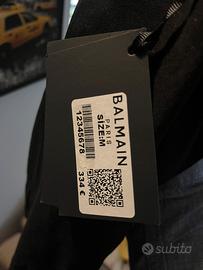 BALMAIN
PARIS
SIZE:M
12345678
334 €
subito